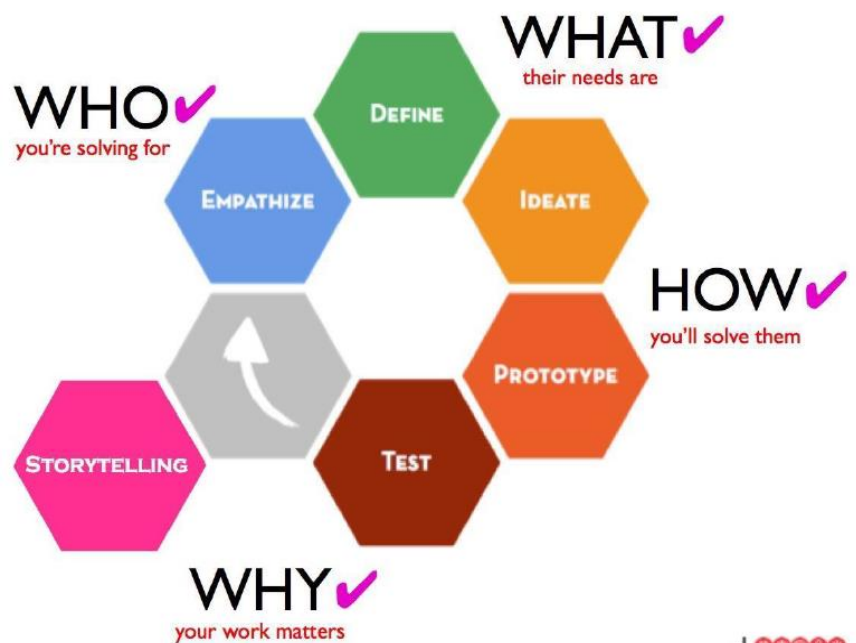 WHAT✔
their needs are
WHO✔
you're solving for
DEFINE
EMPATHIZE
IDEATE
HOW✔
you'll solve them
PROTOTYPE
STORYTELLING
TEST
WHY✔
your work matters